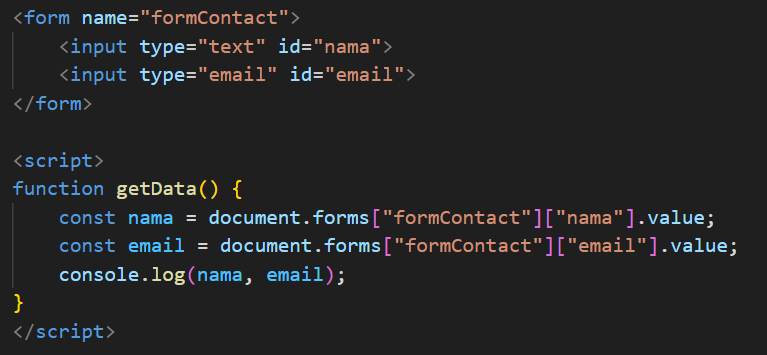 <form name="formContact">
    <input type="text" id="nama">
    <input type="email" id="email">
</form>

<script>
function getData() {
    const nama = document.forms["formContact"]["nama"].value;
    const email = document.forms["formContact"]["email"].value;
    console.log(nama, email);
}
</script>